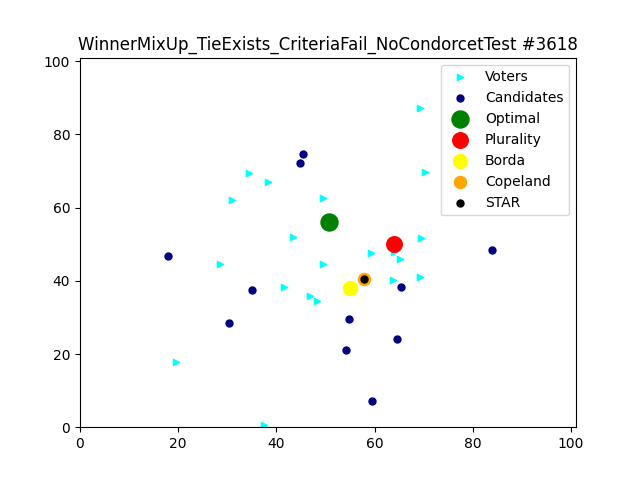 WinnerMixUp_TieExists_CriteriaFail_NoCondorcetTest #3618
100
80
60
40
20
0
0
20
40
60
80
100
Voters
Candidates
Optimal
Plurality
Borda
Copeland
STAR